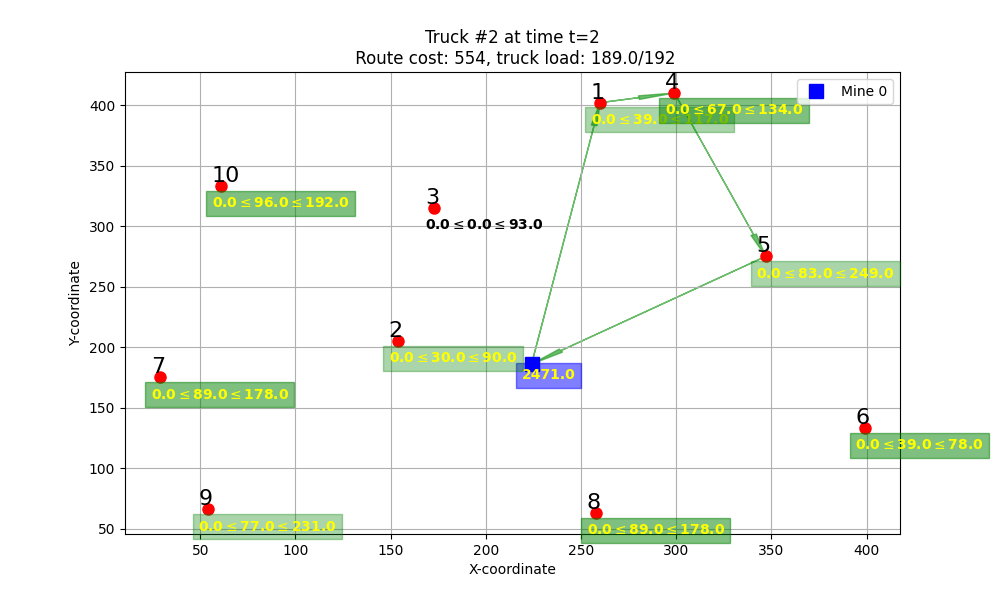 Truck #2 at time t=2
Route cost: 554, truck load: 189.0/192
Mine 0
1
4
0.0 ≤ 67.0 ≤ 134.0
0.0 ≤ 39.0
10
0.0 ≤ 96.0 ≤ 192.0
3
0.0 ≤ 0.0 ≤ 93.0
5
0.0 ≤ 83.0 ≤ 249.0
2
0.0 ≤ 30.0 ≤ 90.0
2471.0
7
0.0 ≤ 89.0 ≤ 178.0
6
0.0 ≤ 39.0 ≤ 78.0
9
0.0 ≤ 77.0 ≤ 231.0
8
0.0 ≤ 89.0 ≤ 178.0
400
350
300
250
200
150
100
50
Y-coordinate
50 100 150 200 250 300 350 400
X-coordinate